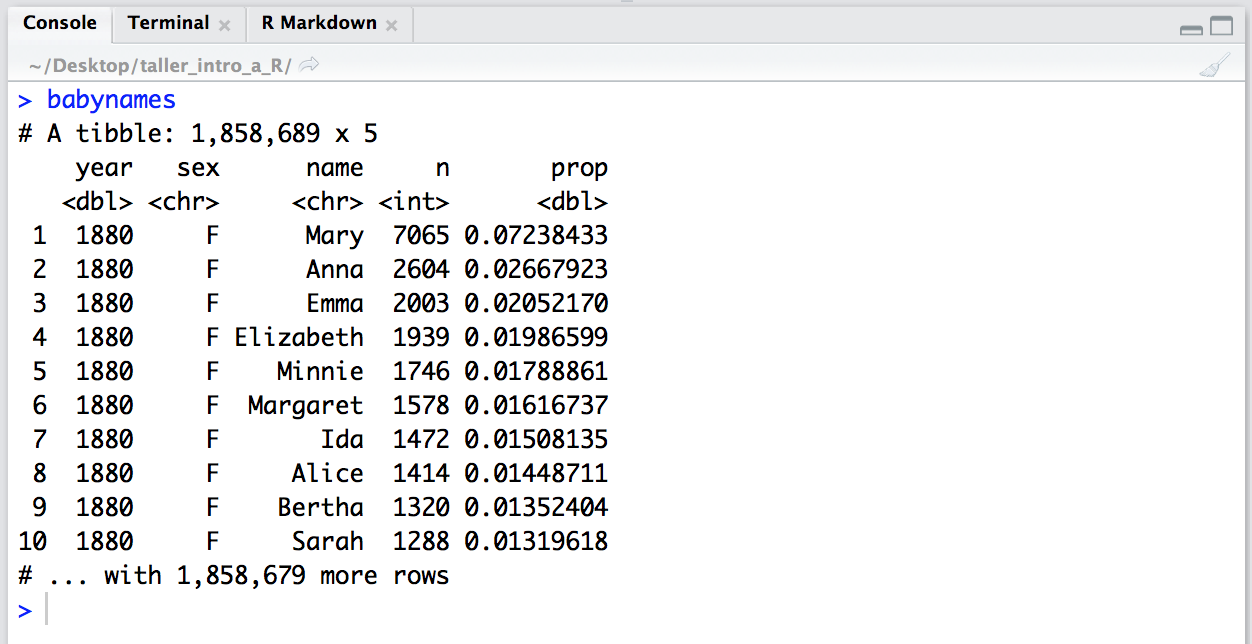 Console Terminal R Markdown
~/Desktop/taller_intro_a_R/
> babynames
# A tibble: 1,858,689 x 5
year sex name n prop
<dbl> <chr> <chr> <int> <dbl>
1 1880 F Mary 7065 0.07238433
2 1880 F Anna 2604 0.02667923
3 1880 F Emma 2003 0.02052170
4 1880 F Elizabeth 1939 0.01986599
5 1880 F Minnie 1746 0.01788861
6 1880 F Margaret 1578 0.01616737
7 1880 F Ida 1472 0.01508135
8 1880 F Alice 1414 0.01448711
9 1880 F Bertha 1320 0.01352404
10 1880 F Sarah 1288 0.01319618
# ... with 1,858,679 more rows
>